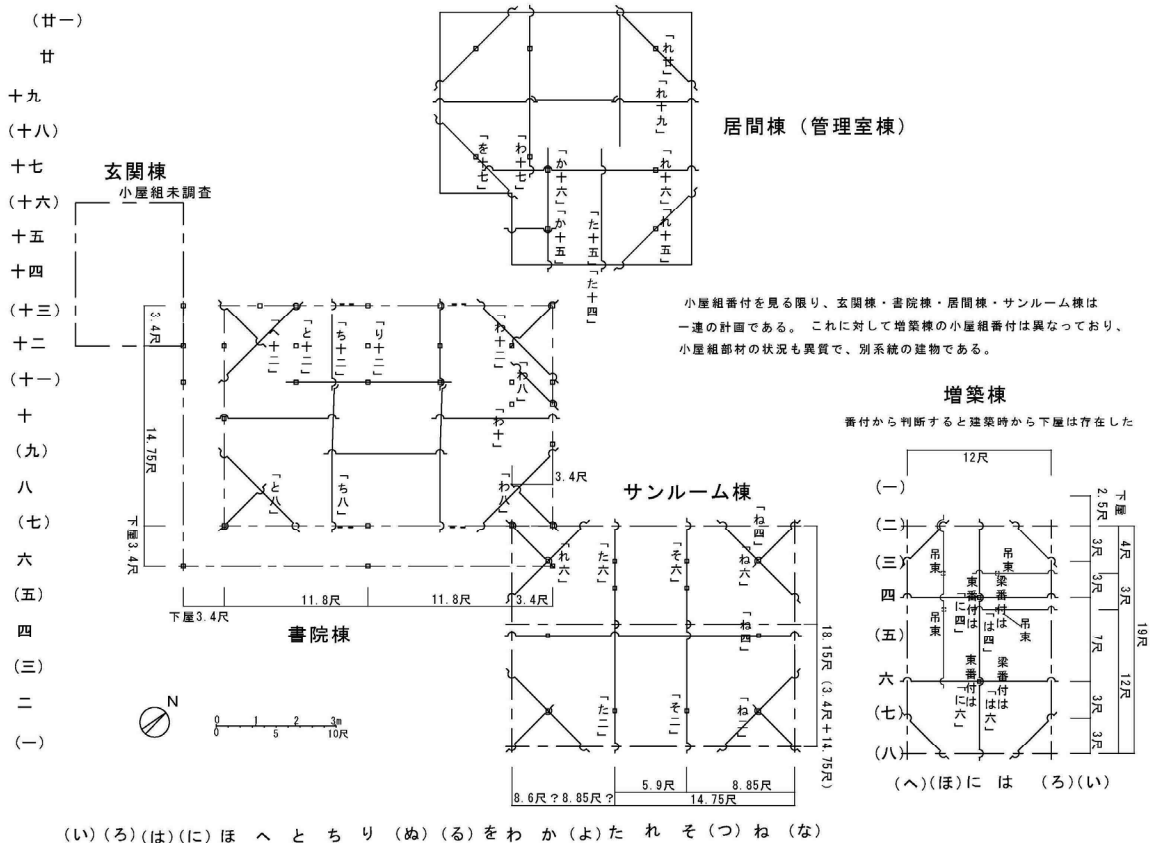 (廿一)
廿
十九
(十八)
十七
(十六)
十五
十四
(十三)
十二
(十一)
十
(九)
八
(七)
六
(五)
四
(三)
二
(一)
玄関棟
小屋組未調査
居間棟（管理室棟）
「れ廿」
「れ十九」
「を十七」
「わ十七」
「か十六」
「れ十六」
「か十五」
「た十五」
「れ十五」
「た十四」
小屋組番付を見る限り、玄関棟・書院棟・居間棟・サンルーム棟は
一連の計画である。これに対して増築棟の小屋組番付は異なっており、
小屋組部材の状況も異質で、別系統の建物である。
3.4尺
14.75尺
下屋3.4尺
「へ十二」
「と十二」
「ち十二」
「り十二」
「わ十二」
「わ八」
「わ十」
「と八」
「ち八」
「わ八」
3.4尺
下屋3.4尺
11.8尺
11.8尺
3.4尺
書院棟
サンルーム棟
「れ六」
「た六」
「そ六」
「ね四」
「ね六」
「ね四」
「た二」
「そ二」
「ね二」
18.15尺（3.4尺＋14.75尺）
8.6尺？8.85尺？
5.9尺
8.85尺
14.75尺
増築棟
番付から判断すると建築時から下屋は存在した
12尺
(一)
(二)
(三)
四
(五)
六
(七)
(八)
下屋
2.5尺
3尺
3尺
7尺
3尺
3尺
4尺
3尺
12尺
19尺
吊束
吊束
吊束
吊束
束番付は
「に四」
梁番付は
「は四」
束番付は
「に六」
梁番付は
「は六」
(へ)(ほ)に は (ろ)(い)
N
0 1 2 3m
0 5 10尺
(い)(ろ)(は)(に)ほ へ と ち り (ぬ)(る)を わ か (よ)た れ そ (つ)ね (な)